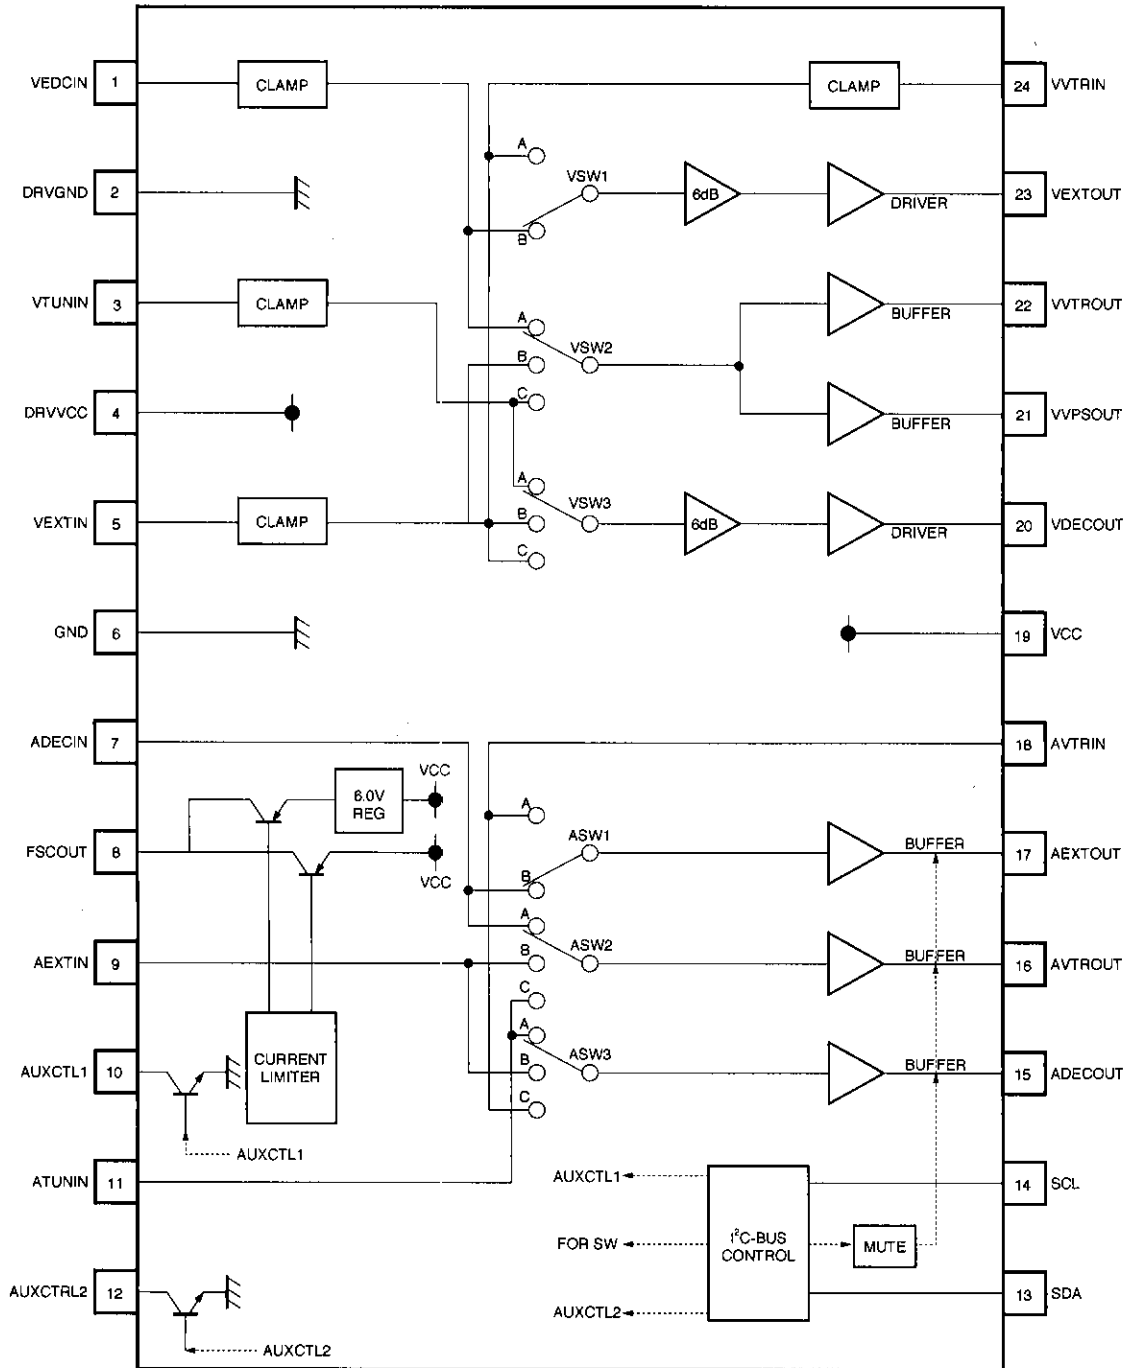 VEDCIN 1 CLAMP CLAMP 24 VVTRIN
A
DRVGND 2 VSW1 6dB DRIVER 23 VEXTOUT
B
VTUNIN 3 CLAMP BUFFER 22 VVTROUT
A
VSW2
B
C
DRVVCC 4 BUFFER 21 VVPSOUT
A
VEXTIN 5 CLAMP VSW3 6dB DRIVER 20 VDECOUT
B
C
GND 6 19 VCC
ADECIN 7 18 AVTRIN
VCC
6.0V
REG
A
FSCOUT 8 ASW1 BUFFER 17 AEXTOUT
VCC
B
A
AEXTIN 9 ASW2 BUFFER 16 AVTROUT
B
C
A
CURRENT
LIMITER
AUXCTL1 10 ASW3 BUFFER 15 ADECOUT
B
C
AUXCTL1
ATUNIN 11 AUXCTL1 14 SCL
FOR SW I²C-BUS
CONTROL MUTE
AUXCTRL2 12 AUXCTL2 13 SDA
AUXCTL2